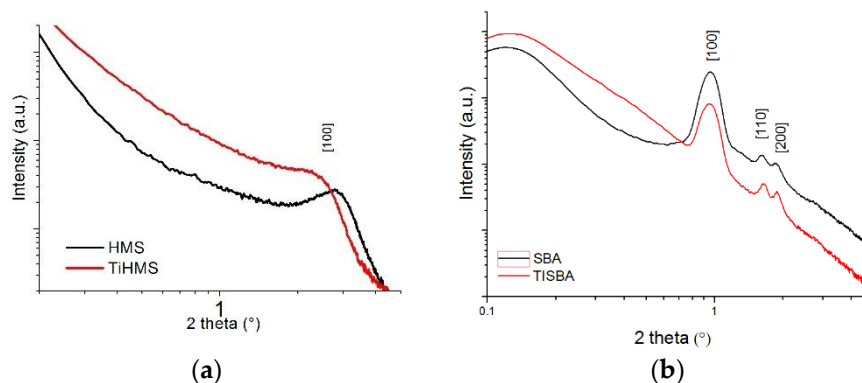 Intensity (a.u.)
[100]
HMS
TiHMS
1
2 theta (°)
(a)
Intensity (a.u.)
[100]
[110]
[200]
SBA
TISBA
0.1
1
2 theta (°)
(b)